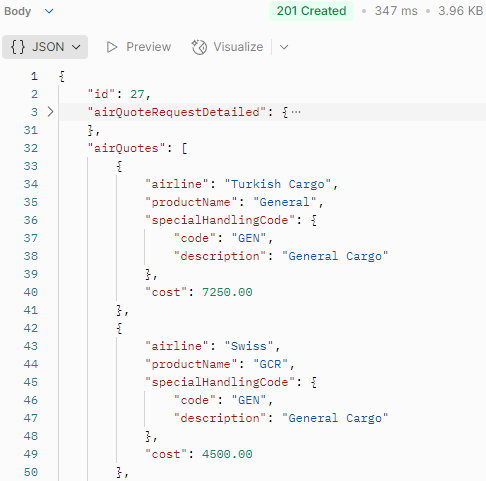 Body 201 Created • 347 ms • 3.96 KB
{} JSON Preview Visualize
1 {
2 "id": 27,
3 "airQuoteRequestDetailed": {···
31 },
32 "airQuotes": [
33 {
34 "airline": "Turkish Cargo",
35 "productName": "General",
36 "specialHandlingCode": {
37 "code": "GEN",
38 "description": "General Cargo"
39 },
40 "cost": 7250.00
41 },
42 {
43 "airline": "Swiss",
44 "productName": "GCR",
45 "specialHandlingCode": {
46 "code": "GEN",
47 "description": "General Cargo"
48 },
49 "cost": 4500.00
50 },